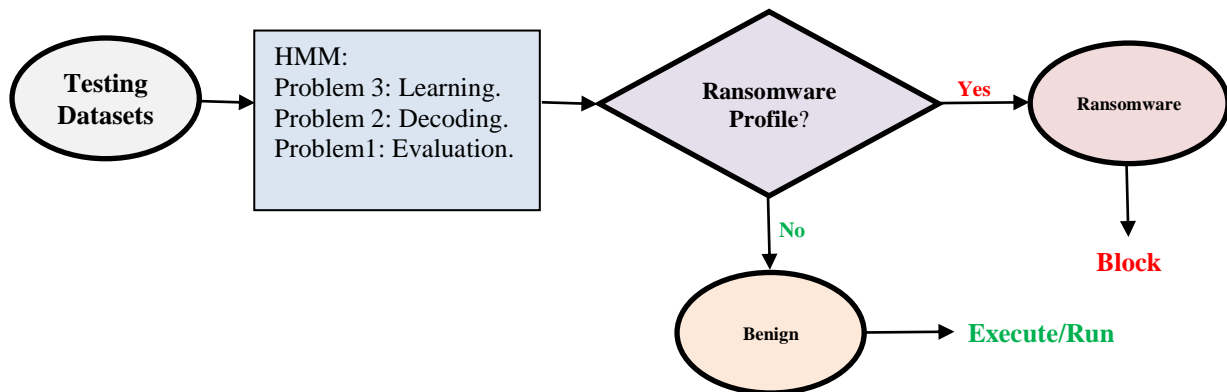 Testing
Datasets
HMM:
Problem 3: Learning.
Problem 2: Decoding.
Problem1: Evaluation.
Ransomware
Profile?
Yes
Ransomware
No
Block
Benign
Execute/Run